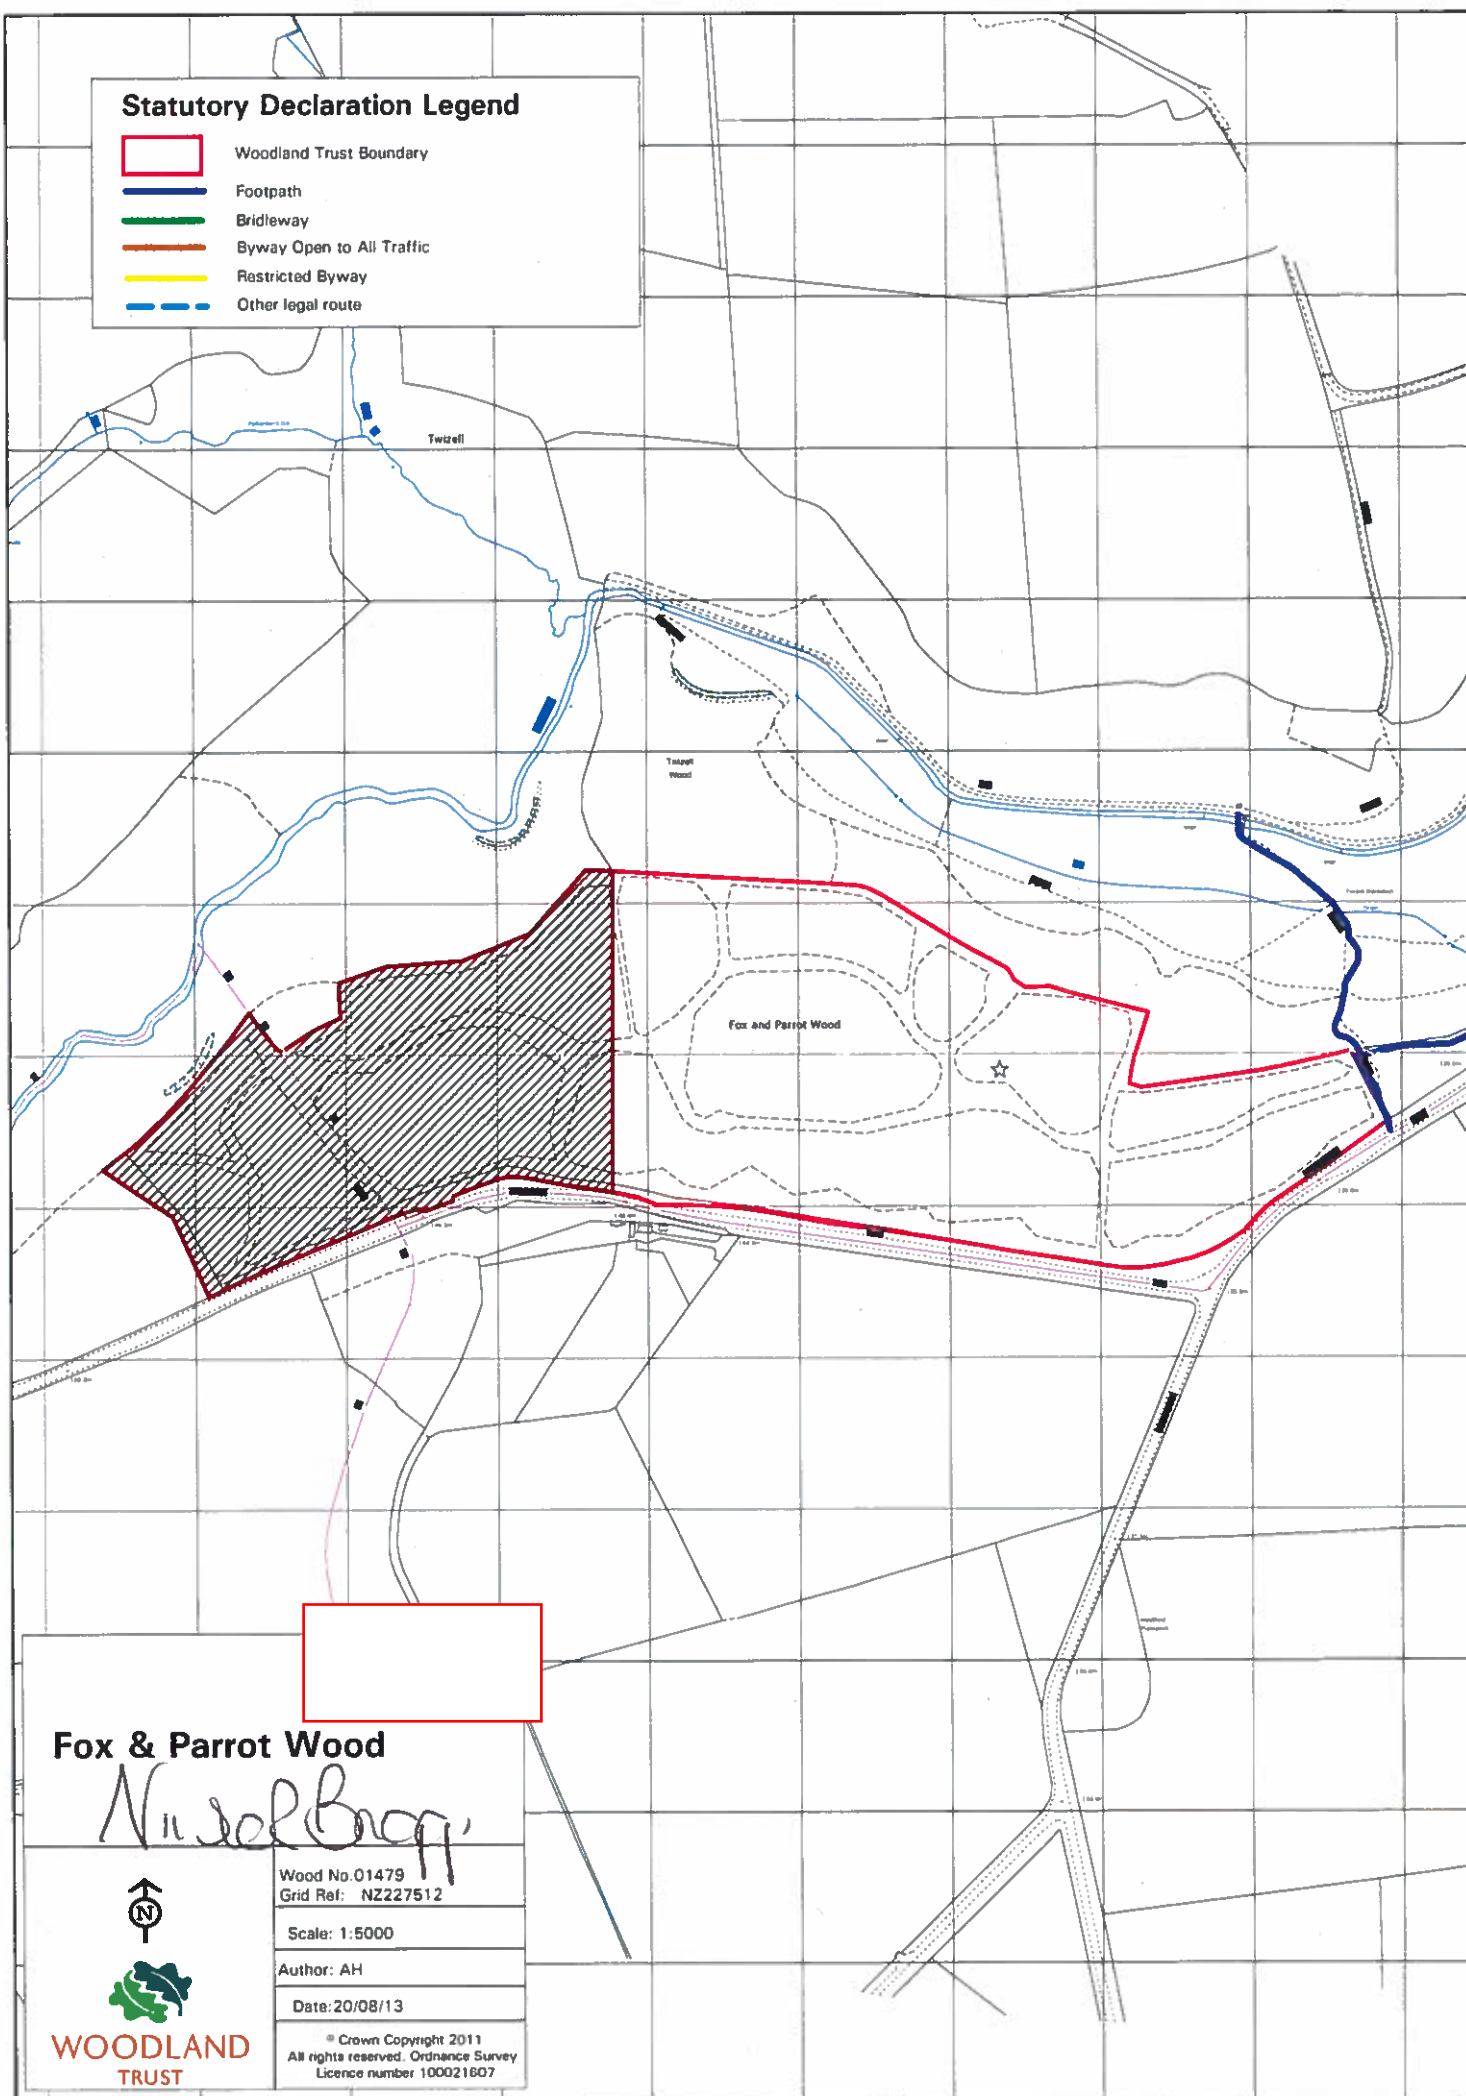 Statutory Declaration Legend
Woodland Trust Boundary
Footpath
Bridleway
Byway Open to All Traffic
Restricted Byway
Other legal route
Twizell
Twizell
Wood
Fox and Parrot Wood
Fox & Parrot Wood
Wood No.01479
Grid Ref: NZ227512
Scale: 1:5000
Author: AH
Date:20/08/13
© Crown Copyright 2011
All rights reserved. Ordnance Survey
Licence number 100021607
N
WOODLAND
TRUST